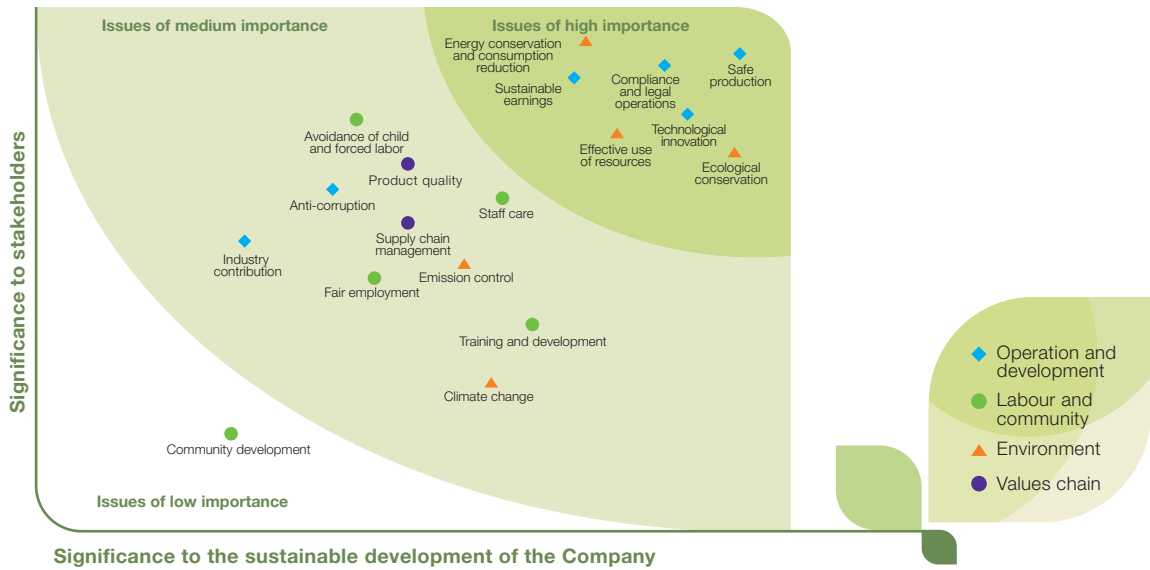 Issues of medium importance
Issues of high importance
Energy conservation
and consumption
reduction
Sustainable
earnings
Compliance
and legal
operations
Safe
production
Technological
innovation
Effective use
of resources
Ecological
conservation
Avoidance of child
and forced labor
Product quality
Anti-corruption
Staff care
Supply chain
management
Industry
contribution
Emission control
Fair employment
Training and development
Climate change
Community development
Issues of low importance
Significance to stakeholders
Significance to the sustainable development of the Company
Operation and
development
Labour and
community
Environment
Values chain